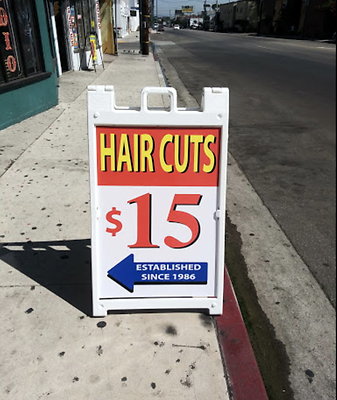 HAIR CUTS
$15
ESTABLISHED
SINCE 1986